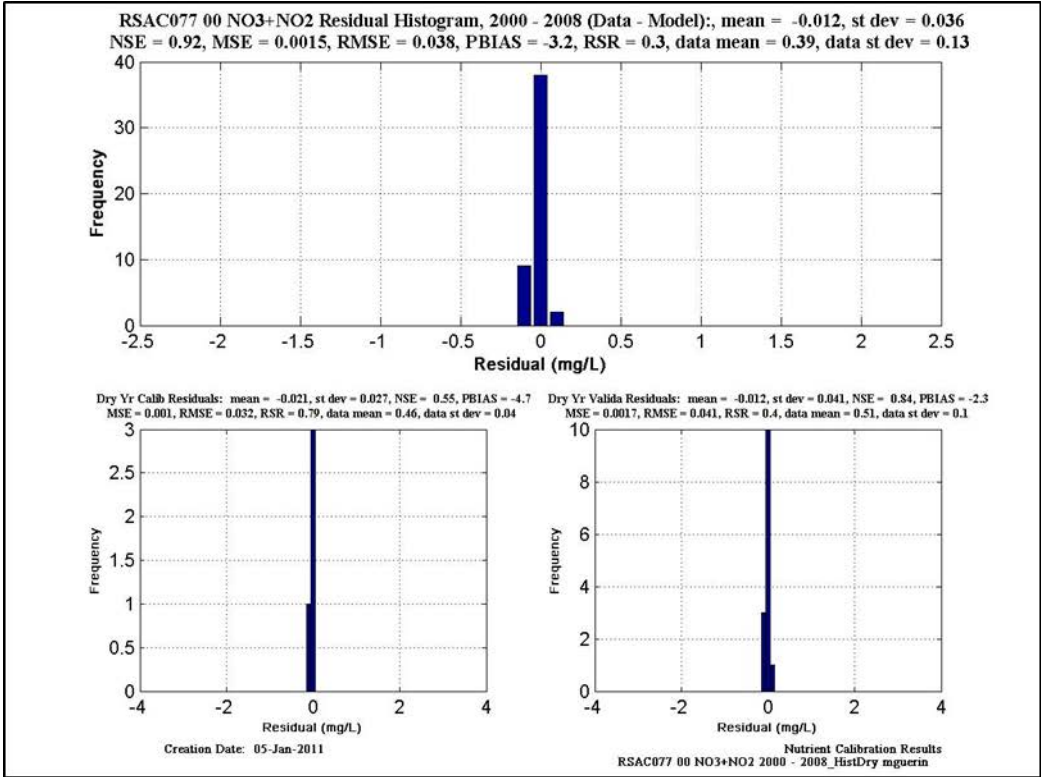 RSAC077 00 NO3+NO2 Residual Histogram, 2000 - 2008 (Data - Model):, mean = -0.012, st dev = 0.036
NSE = 0.92, MSE = 0.0015, RMSE = 0.038, PBIAS = -3.2, RSR = 0.3, data mean = 0.39, data st dev = 0.13
40
30
20
10
0
Frequency
-2.5 -2 -1.5 -1 -0.5 0 0.5 1 1.5 2 2.5
Residual (mg/L)
Dry Yr Calib Residuals: mean = -0.021, st dev = 0.027, NSE = 0.55, PBIAS = -4.7
MSE = 0.001, RMSE = 0.032, RSR = 0.79, data mean = 0.46, data st dev = 0.04
3
2.5
2
1.5
1
0.5
0
Frequency
-4 -2 0 2 4
Residual (mg/L)
Dry Yr Valida Residuals: mean = -0.012, st dev = 0.041, NSE = 0.84, PBIAS = -2.3
MSE = 0.0017, RMSE = 0.041, RSR = 0.4, data mean = 0.51, data st dev = 0.1
10
8
6
4
2
0
Frequency
-4 -2 0 2 4
Residual (mg/L)
Creation Date: 05-Jan-2011
Nutrient Calibration Results
RSAC077 00 NO3+NO2 2000 - 2008_HistDry mguerin